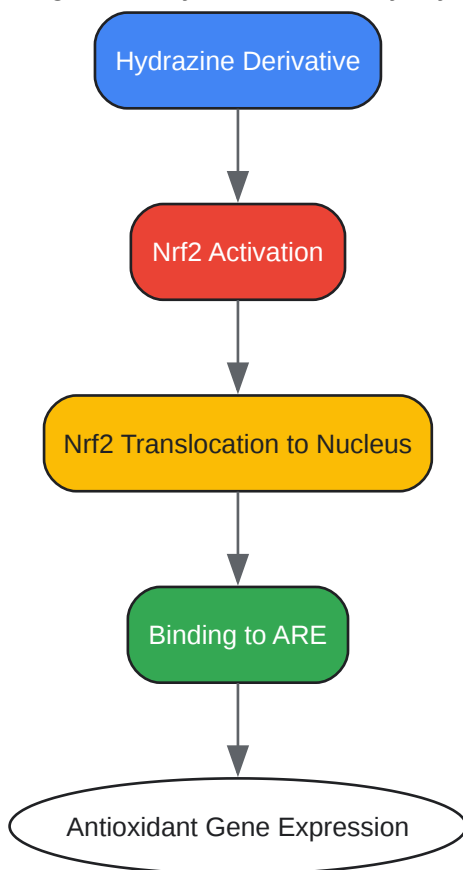 Hydrazine Derivative
Nrf2 Activation
Nrf2 Translocation to Nucleus
Binding to ARE
Antioxidant Gene Expression